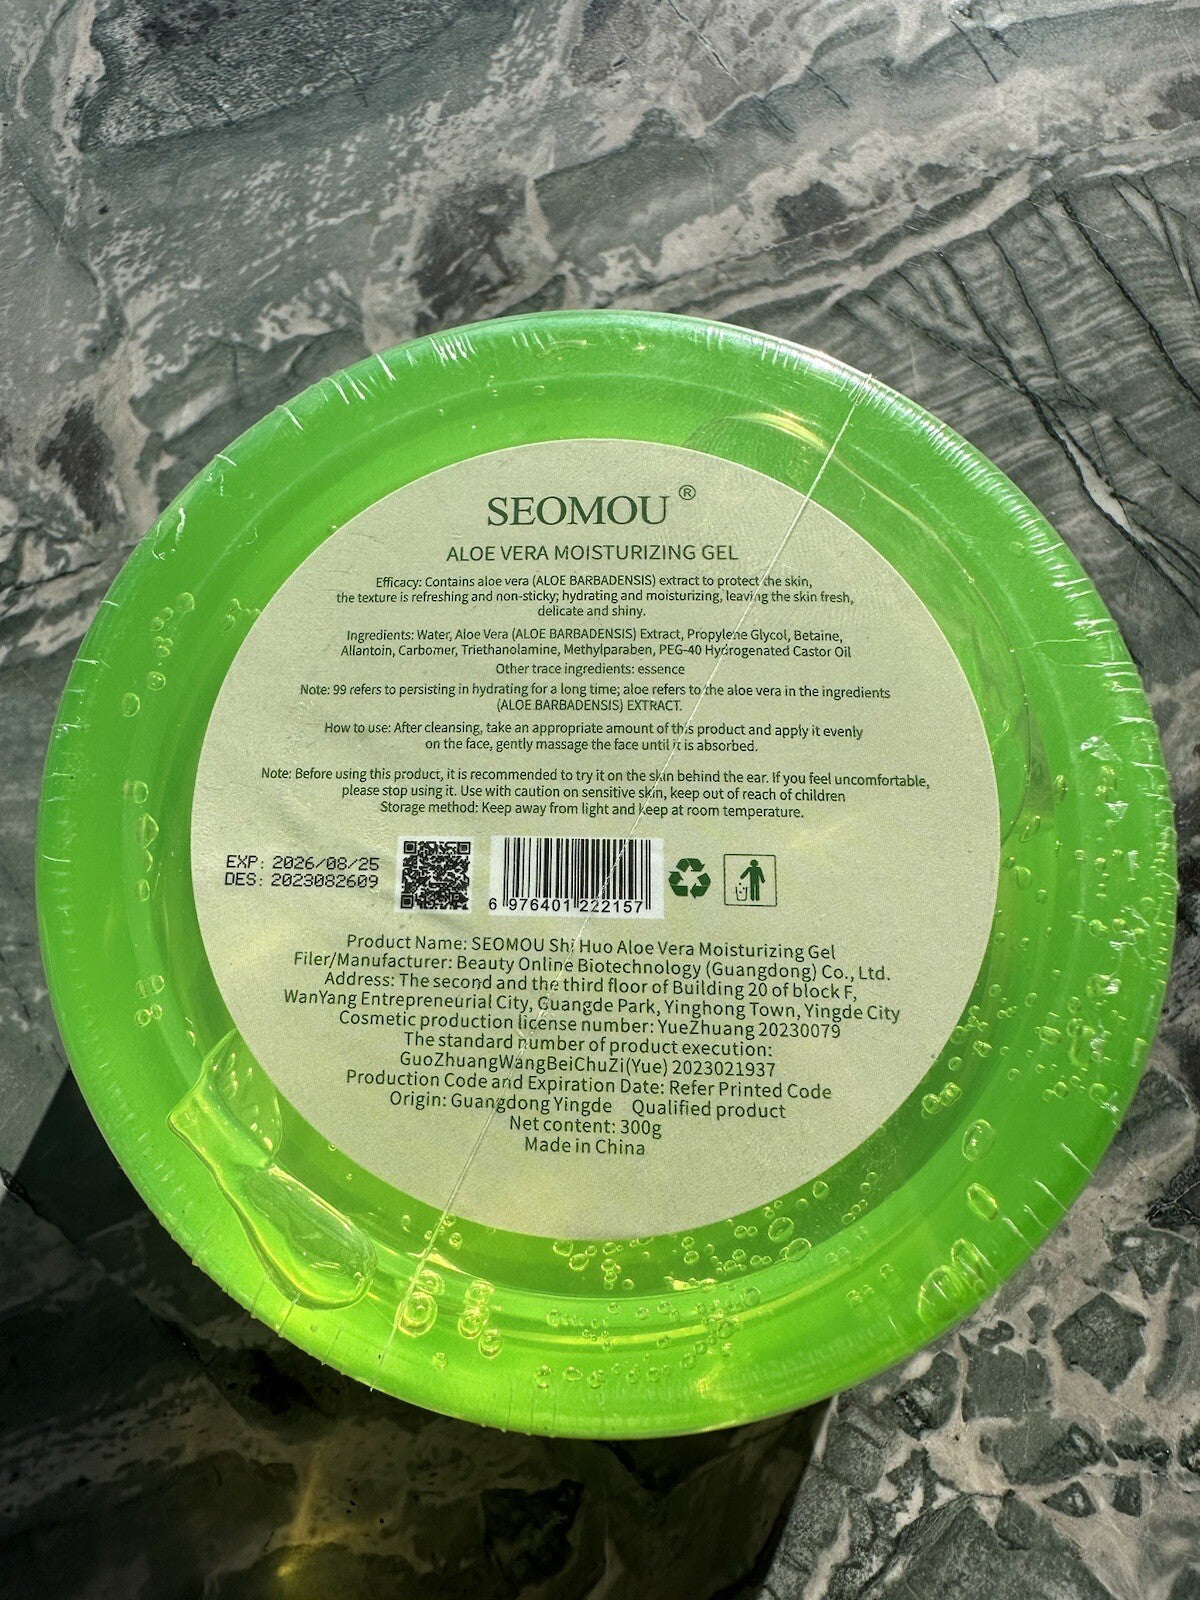 SEOMOU ®
ALOE VERA MOISTURIZING GEL
Efficacy: Contains aloe vera (ALOE BARBADENSIS) extract to protect the skin,
the texture is refreshing and non-sticky; hydrating and moisturizing, leaving the skin fresh,
delicate and shiny.
Ingredients: Water, Aloe Vera (ALOE BARBADENSIS) Extract, Propylene Glycol, Betaine,
Allantoin, Carbomer, Triethanolamine, Methylparaben, PEG-40 Hydrogenated Castor Oil
Other trace ingredients: essence
Note: 99 refers to persisting in hydrating for a long time; aloe refers to the aloe vera in the ingredients
(ALOE BARBADENSIS) EXTRACT.
How to use: After cleansing, take an appropriate amount of this product and apply it evenly
on the face, gently massage the face until it is absorbed.
Note: Before using this product, it is recommended to try it on the skin behind the ear. If you feel uncomfortable,
please stop using it. Use with caution on sensitive skin, keep out of reach of children
Storage method: Keep away from light and keep at room temperature.
EXP: 2026/08/25
DES: 2023082609
6 976401 222157
Product Name: SEOMOU Shi Huo Aloe Vera Moisturizing Gel
Filer/Manufacturer: Beauty Online Biotechnology (Guangdong) Co., Ltd.
Address: The second and the third floor of Building 20 of block F,
WanYang Entrepreneurial City, Guangde Park, Yinghong Town, Yingde City
Cosmetic production license number: YueZhuang 20230079
The standard number of product execution:
GuoZhuangWangBeiChuZi(Yue) 2023021937
Production Code and Expiration Date: Refer Printed Code
Origin: Guangdong Yingde Qualified product
Net content: 300g
Made in China